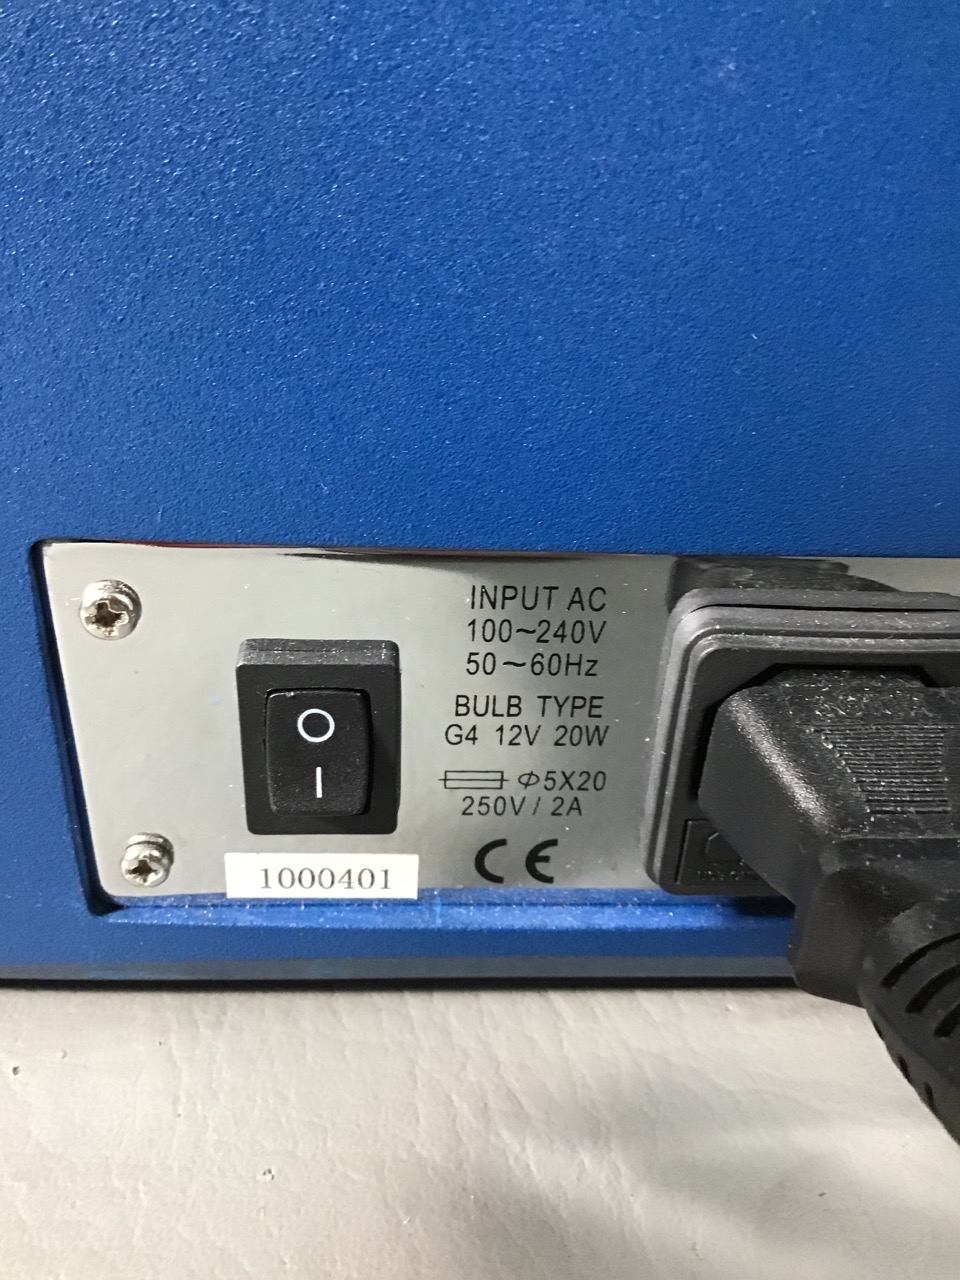 INPUT AC
100~240V
50~60Hz
BULB TYPE
G4 12V 20W
Φ5X20
250V / 2A
CE
O
I
1000401